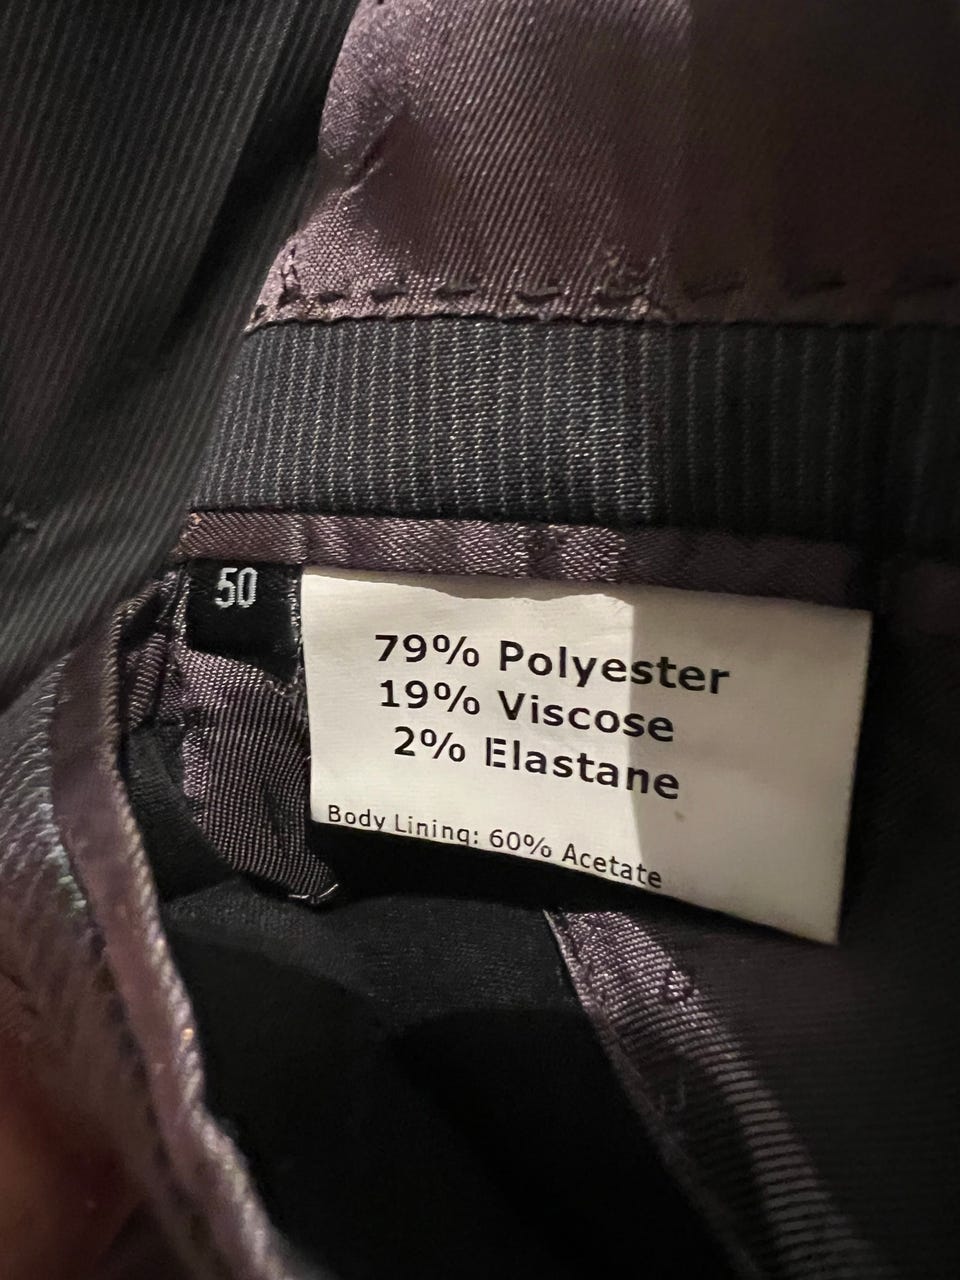 50
79% Polyester
19% Viscose
2% Elastane
Body Lining: 60% Acetate